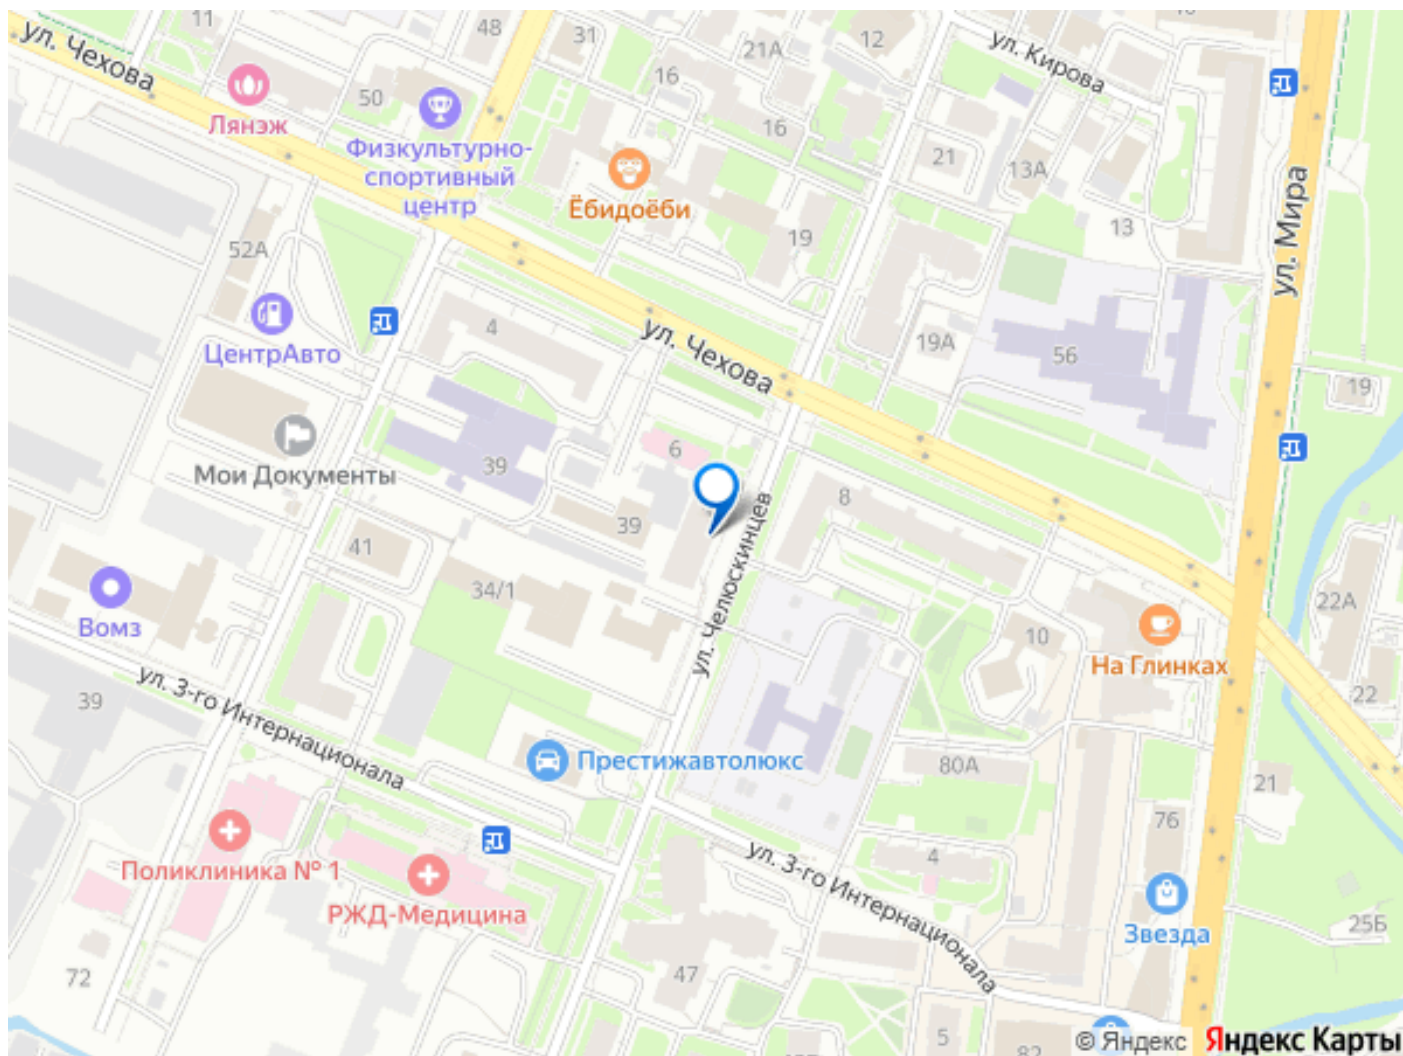 11
48
31
12
21А
ул. Кирова
ул. Чехова
16
50
Лянэж
Физкультурно-
спортивный
центр
16
21
13А
Ёбидоёби
ул. Мира
19
13
52А
ЦентрАвто
4
ул. Чехова
19А
56
19
6
39
Мои Документы
8
39
41
ул. Челюскинцев
34/1
Вомз
22А
10
На Глинках
22
ул. 3-го Интернационала
39
Престижавтолюкс
80А
21
76
Поликлиника № 1
РЖД-Медицина
ул. 3-го Интернационала
4
Звезда
25Б
72
47
5
82
© Яндекс Яндекс Карты